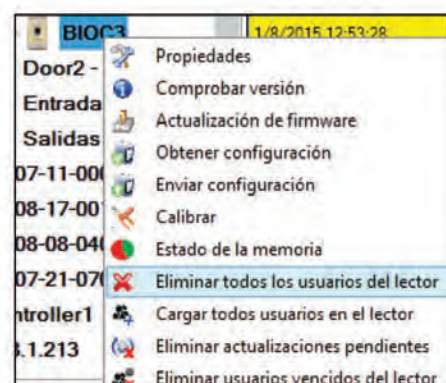 BIOC3 1/8/2015 12:53:28
Door2 -
Entrada
Salidas
07-11-00
08-17-00
08-08-04
07-21-07
ntroller1
.1.213
Propiedades
Comprobar versión
Actualización de firmware
Obtener configuración
Enviar configuración
Calibrar
Estado de la memoria
Eliminar todos los usuarios del lector
Cargar todos usuarios en el lector
Eliminar actualizaciones pendientes
Eliminar usuarios vencidos del lector